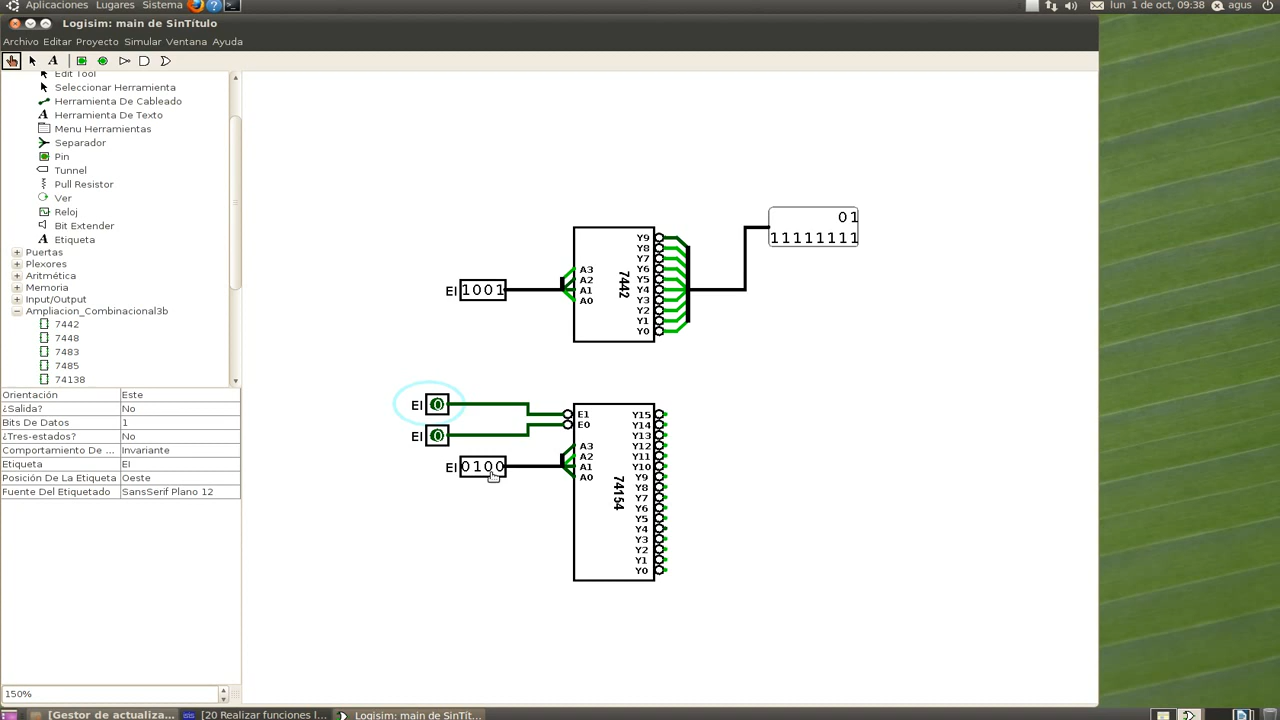 Aplicaciones Lugares Sistema lun 1 de oct, 09:38 agus
Logisim: main de SinTítulo
Archivo Editar Proyecto Simular Ventana Ayuda
A
Edit Tool
Seleccionar Herramienta
Herramienta De Cableado
A Herramienta De Texto
Menu Herramientas
Separador
Pin
Tunnel
Pull Resistor
Ver
Reloj
Bit Extender
Etiqueta
Puertas
Plexores
Aritmética
Memoria
Input/Output
Ampliacion_Combinacional3b
7442
7448
7483
7485
74138
Orientación Este
¿Salida? No
Bits De Datos 1
¿Tres-estados? No
Comportamiento De ... Invariante
Etiqueta EI
Posición De La Etiqueta Oeste
Fuente Del Etiquetado SansSerif Plano 12
150%
EI 1001
A3
A2
A1
A0
7442
Y9
Y8
Y7
Y6
Y5
Y4
Y3
Y2
Y1
Y0
01
11111111
EI 0
EI 0
EI 0100
E1
E0
A3
A2
A1
A0
74154
Y15
Y14
Y13
Y12
Y11
Y10
Y9
Y8
Y7
Y6
Y5
Y4
Y3
Y2
Y1
Y0
[Gestor de actualiza... [20 Realizar funciones l... Logisim: main de SinTít...